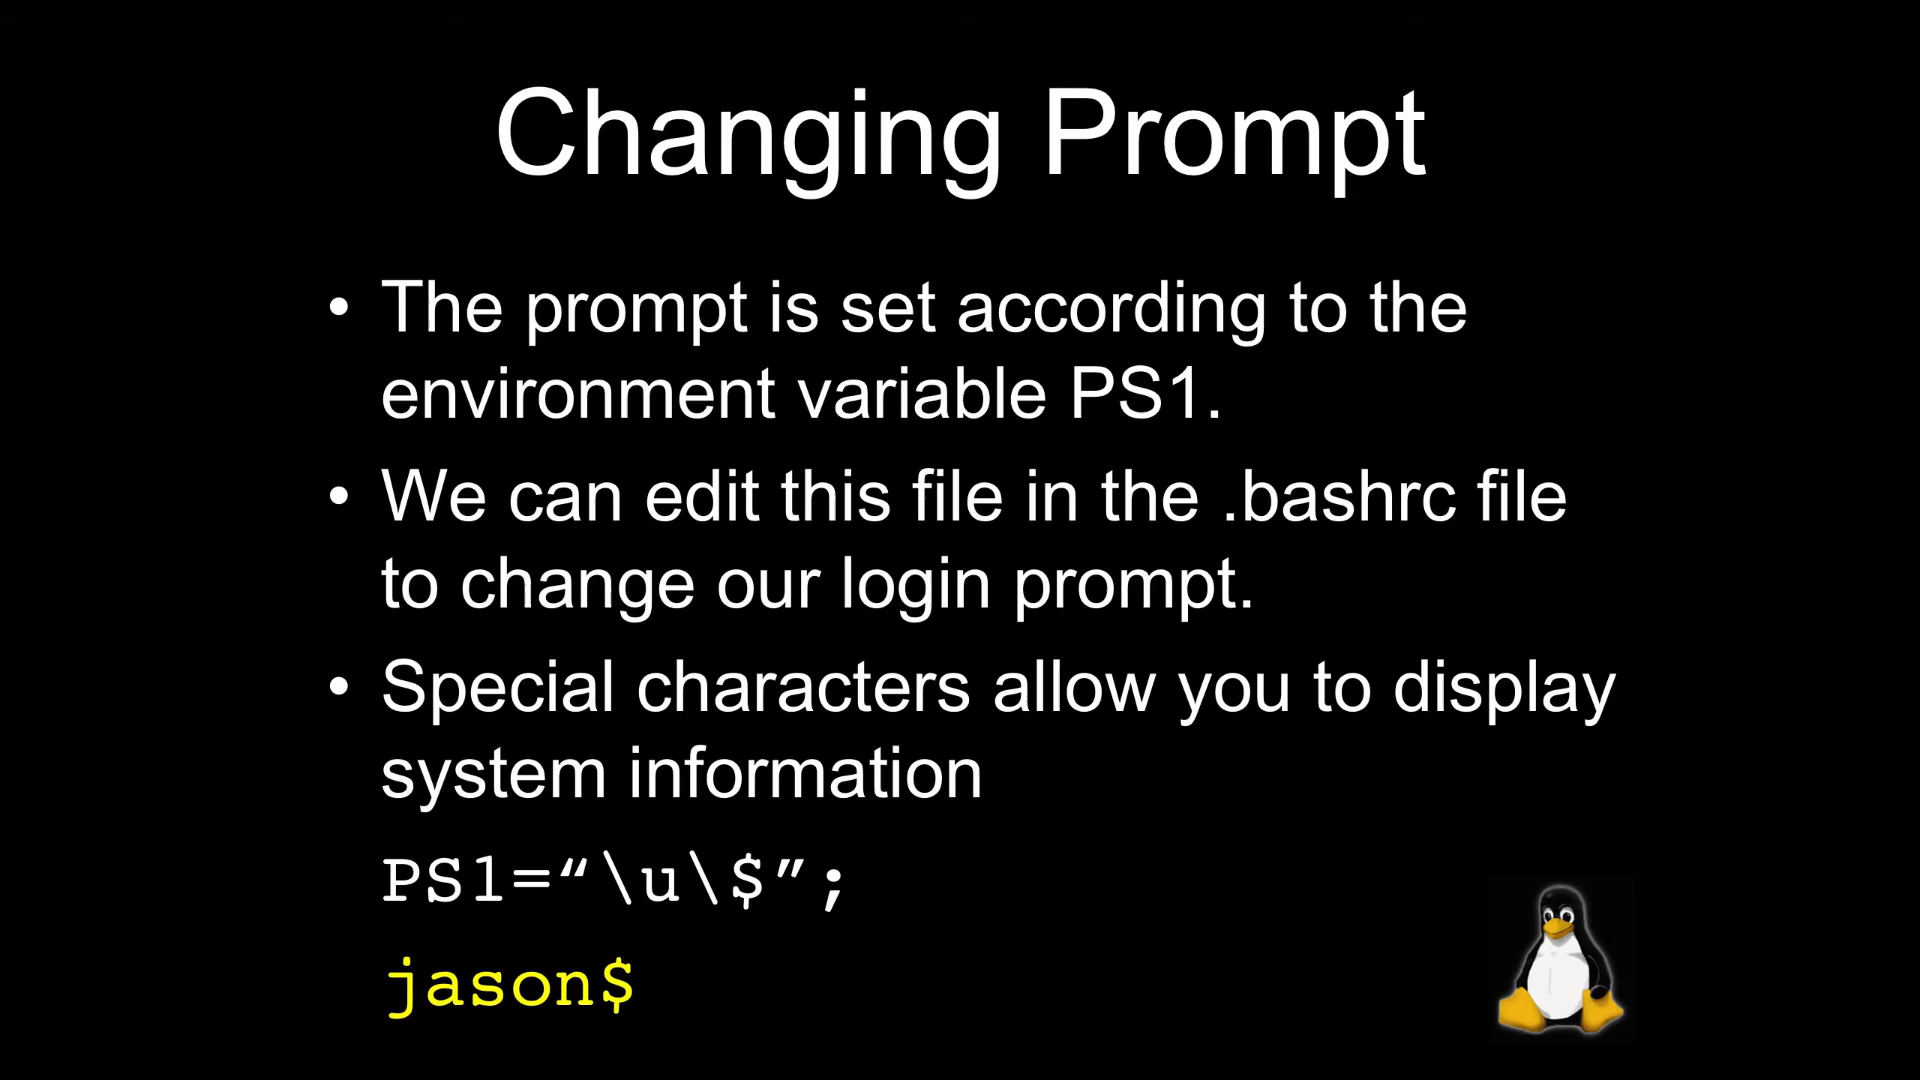 Changing Prompt
• The prompt is set according to the
environment variable PS1.
• We can edit this file in the .bashrc file
to change our login prompt.
• Special characters allow you to display
system information
PS1=“\u\$”;
jason$